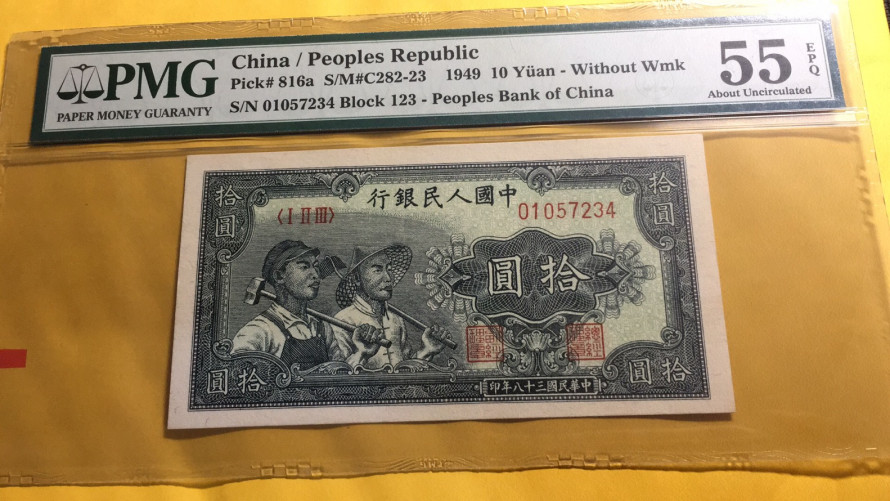 PMG
PAPER MONEY GUARANTY
China / Peoples Republic
Pick# 816a S/M#C282-23 1949 10 Yüan - Without Wmk
S/N 01057234 Block 123 - Peoples Bank of China
55
EPQ
About Uncirculated
行銀民人國中
〈I II III〉
01057234
拾圓
拾圓
圓拾
圓拾
圓拾
印年八十三國民華中